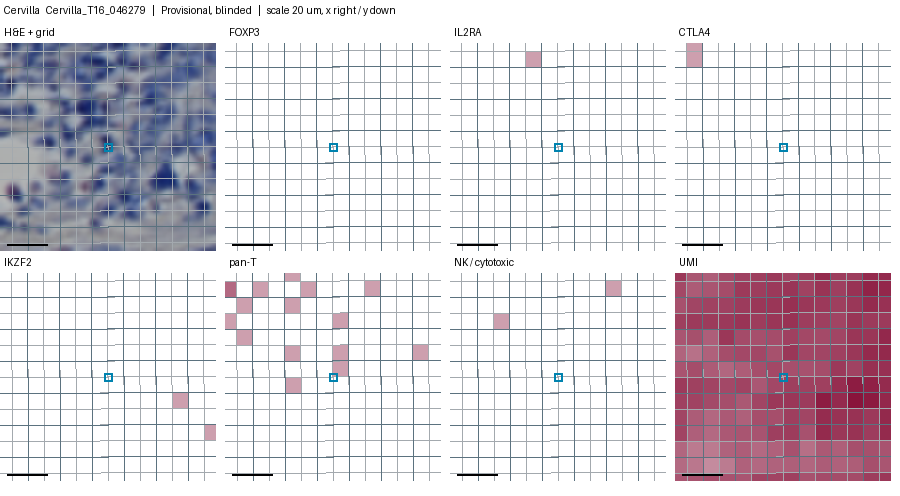 Cervilla Cervilla_T16_046279 | Provisional, blinded | scale 20 um, x right / y down
H&E + grid
FOXP3
IL2RA
CTLA4
IKZF2
pan-T
NK / cytotoxic
UMI